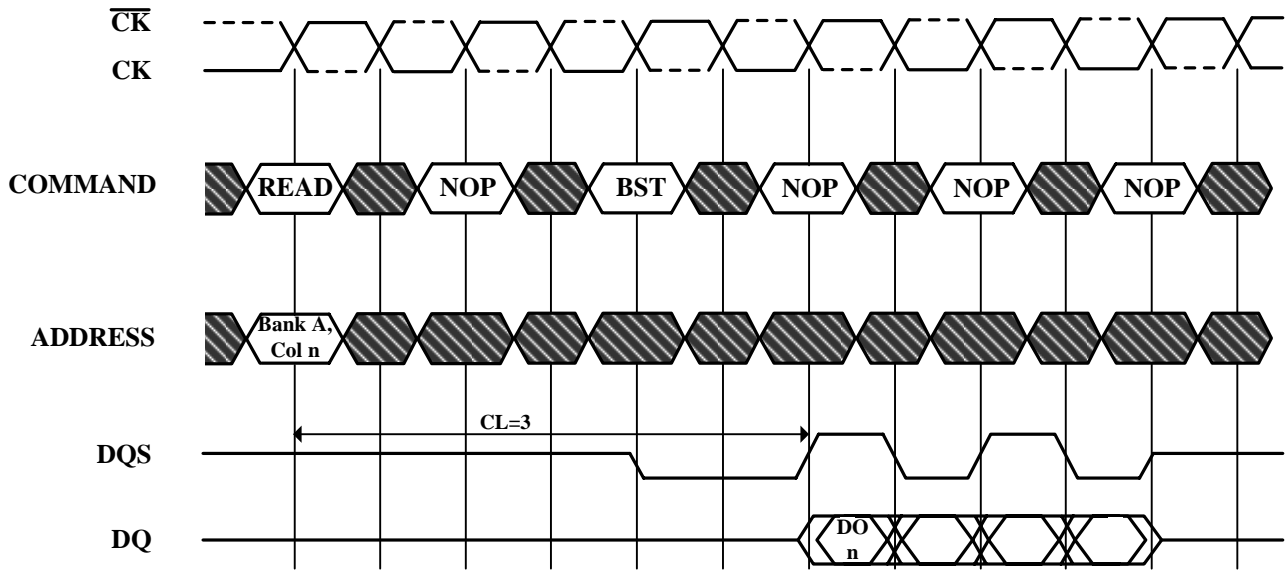 CK
CK
COMMAND READ NOP BST NOP NOP NOP
ADDRESS Bank A,
Col n
CL=3
DQS
DQ DO
n